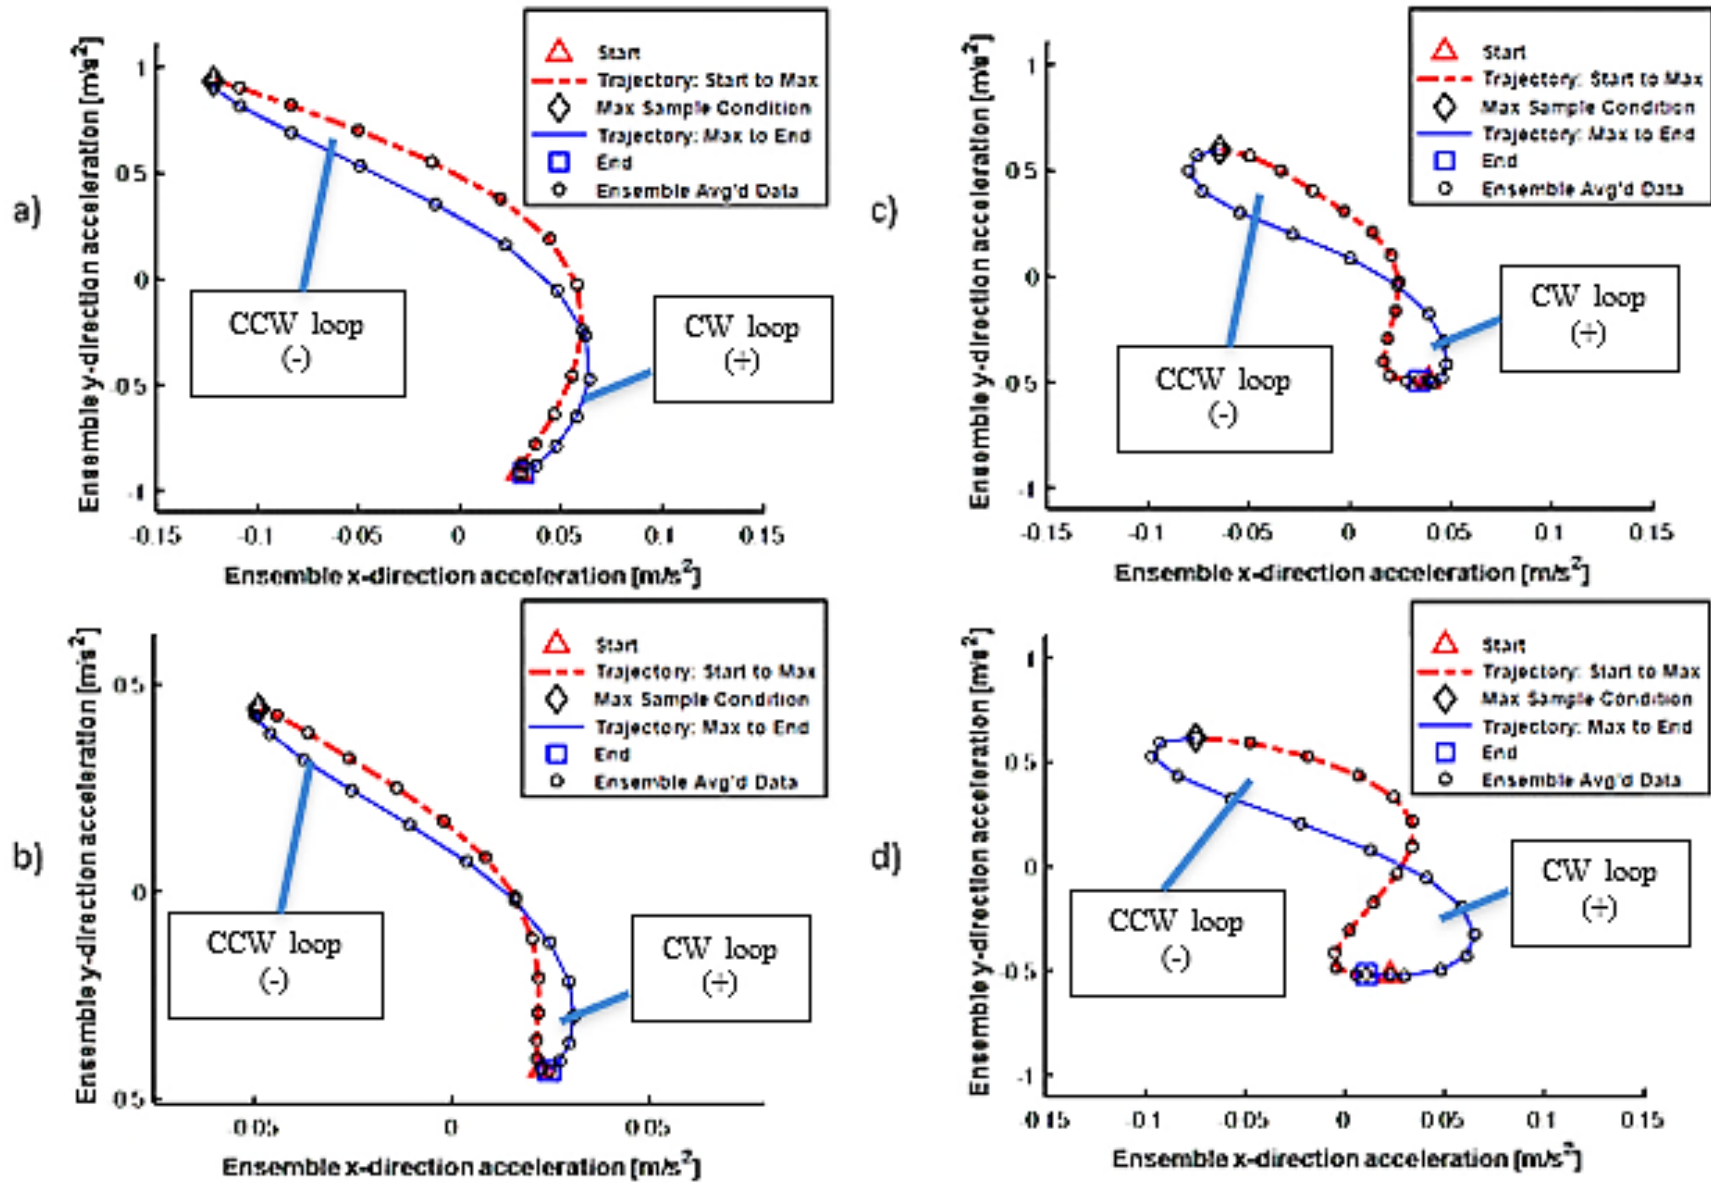 a)
Ensemble y-direction acceleration [m/s²]
1
0.5
0
-0.5
-1
-0.15 -0.1 -0.05 0 0.05 0.1 0.15
Ensemble x-direction acceleration [m/s²]
Start
Trajectory: Start to Max
Max Sample Condition
Trajectory: Max to End
End
Ensemble Avg'd Data
CCW loop
(-)
CW loop
(+)
c)
Ensemble y-direction acceleration [m/s²]
1
0.5
0
-0.5
-1
-0.15 -0.1 -0.05 0 0.05 0.1 0.15
Ensemble x-direction acceleration [m/s²]
Start
Trajectory: Start to Max
Max Sample Condition
Trajectory: Max to End
End
Ensemble Avg'd Data
CCW loop
(-)
CW loop
(+)
b)
Ensemble y-direction acceleration [m/s²]
0.5
0
-0.5
-0.05 0 0.05
Ensemble x-direction acceleration [m/s²]
Start
Trajectory: Start to Max
Max Sample Condition
Trajectory: Max to End
End
Ensemble Avg'd Data
CCW loop
(-)
CW loop
(+)
d)
Ensemble y-direction acceleration [m/s²]
1
0.5
0
-0.5
-1
-0.15 -0.1 -0.05 0 0.05 0.1 0.15
Ensemble x-direction acceleration [m/s²]
Start
Trajectory: Start to Max
Max Sample Condition
Trajectory: Max to End
End
Ensemble Avg'd Data
CCW loop
(-)
CW loop
(+)